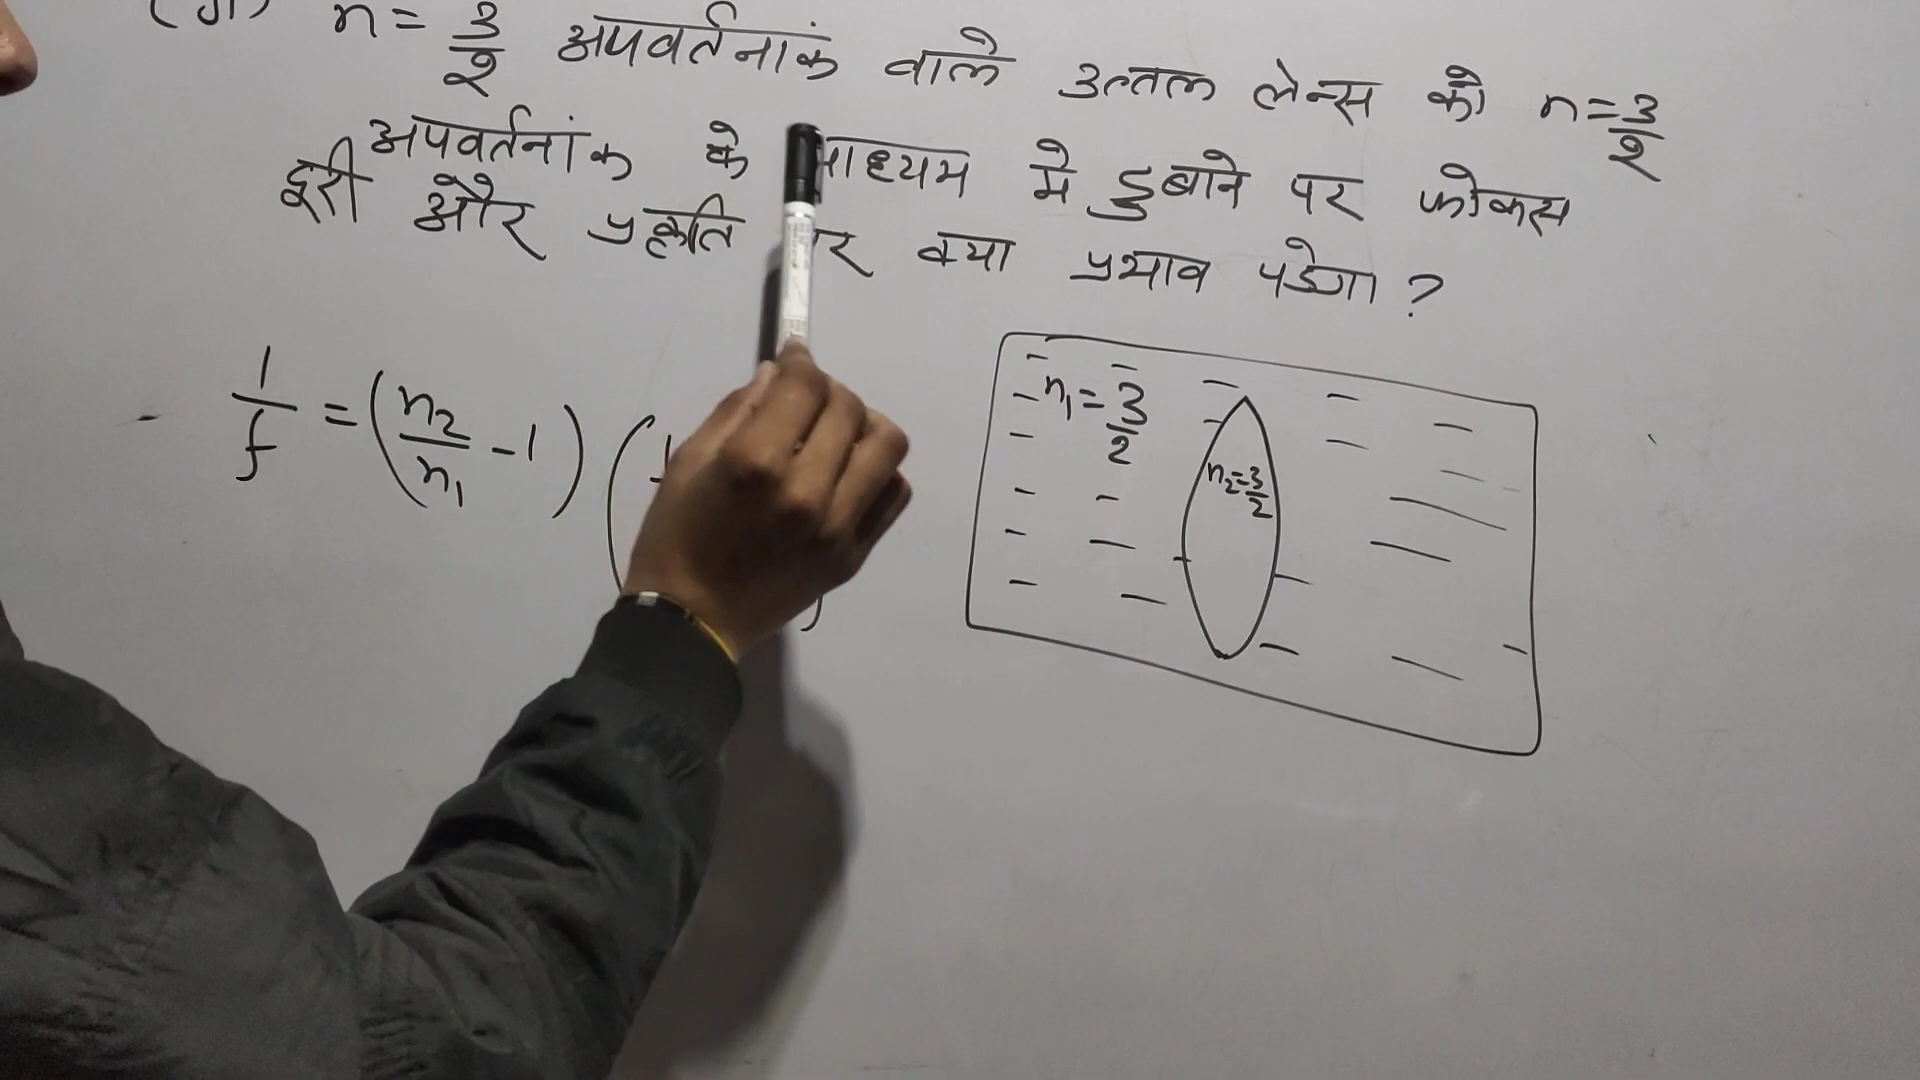 n = 3/2 अपवर्तनांक वाले उत्तल लेन्स को n = 3/2
अपवर्तनांक के माध्यम मे डुबाने पर फोकस
दूरी और प्रकृति पर क्या प्रभाव पडेगा ?
1/f = (n2/n1 - 1) (
n1 = 3/2
n2 = 3/2